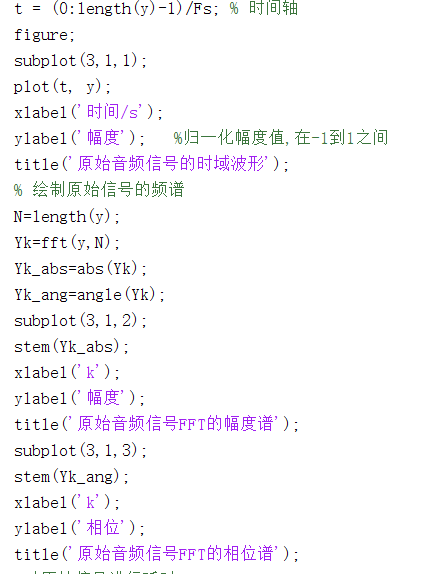 t = (0:length(y)-1)/Fs; % 时间轴
figure;
subplot(3,1,1);
plot(t, y);
xlabel('时间/s');
ylabel('幅度');   %归一化幅度值,在-1到1之间
title('原始音频信号的时域波形');
% 绘制原始信号的频谱
N=length(y);
Yk=fft(y,N);
Yk_abs=abs(Yk);
Yk_ang=angle(Yk);
subplot(3,1,2);
stem(Yk_abs);
xlabel('k');
ylabel('幅度');
title('原始音频信号FFT的幅度谱');
subplot(3,1,3);
stem(Yk_ang);
xlabel('k');
ylabel('相位');
title('原始音频信号FFT的相位谱');